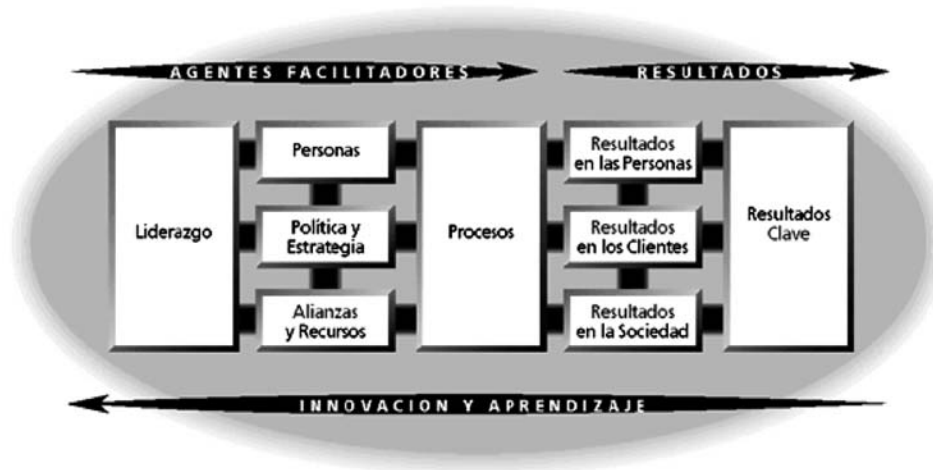 AGENTES FACILITADORES
RESULTADOS
Liderazgo
Personas
Política y
Estrategia
Alianzas
y Recursos
Procesos
Resultados
en las Personas
Resultados
en los Clientes
Resultados
en la Sociedad
Resultados
Clave
INNOVACION Y APRENDIZAJE